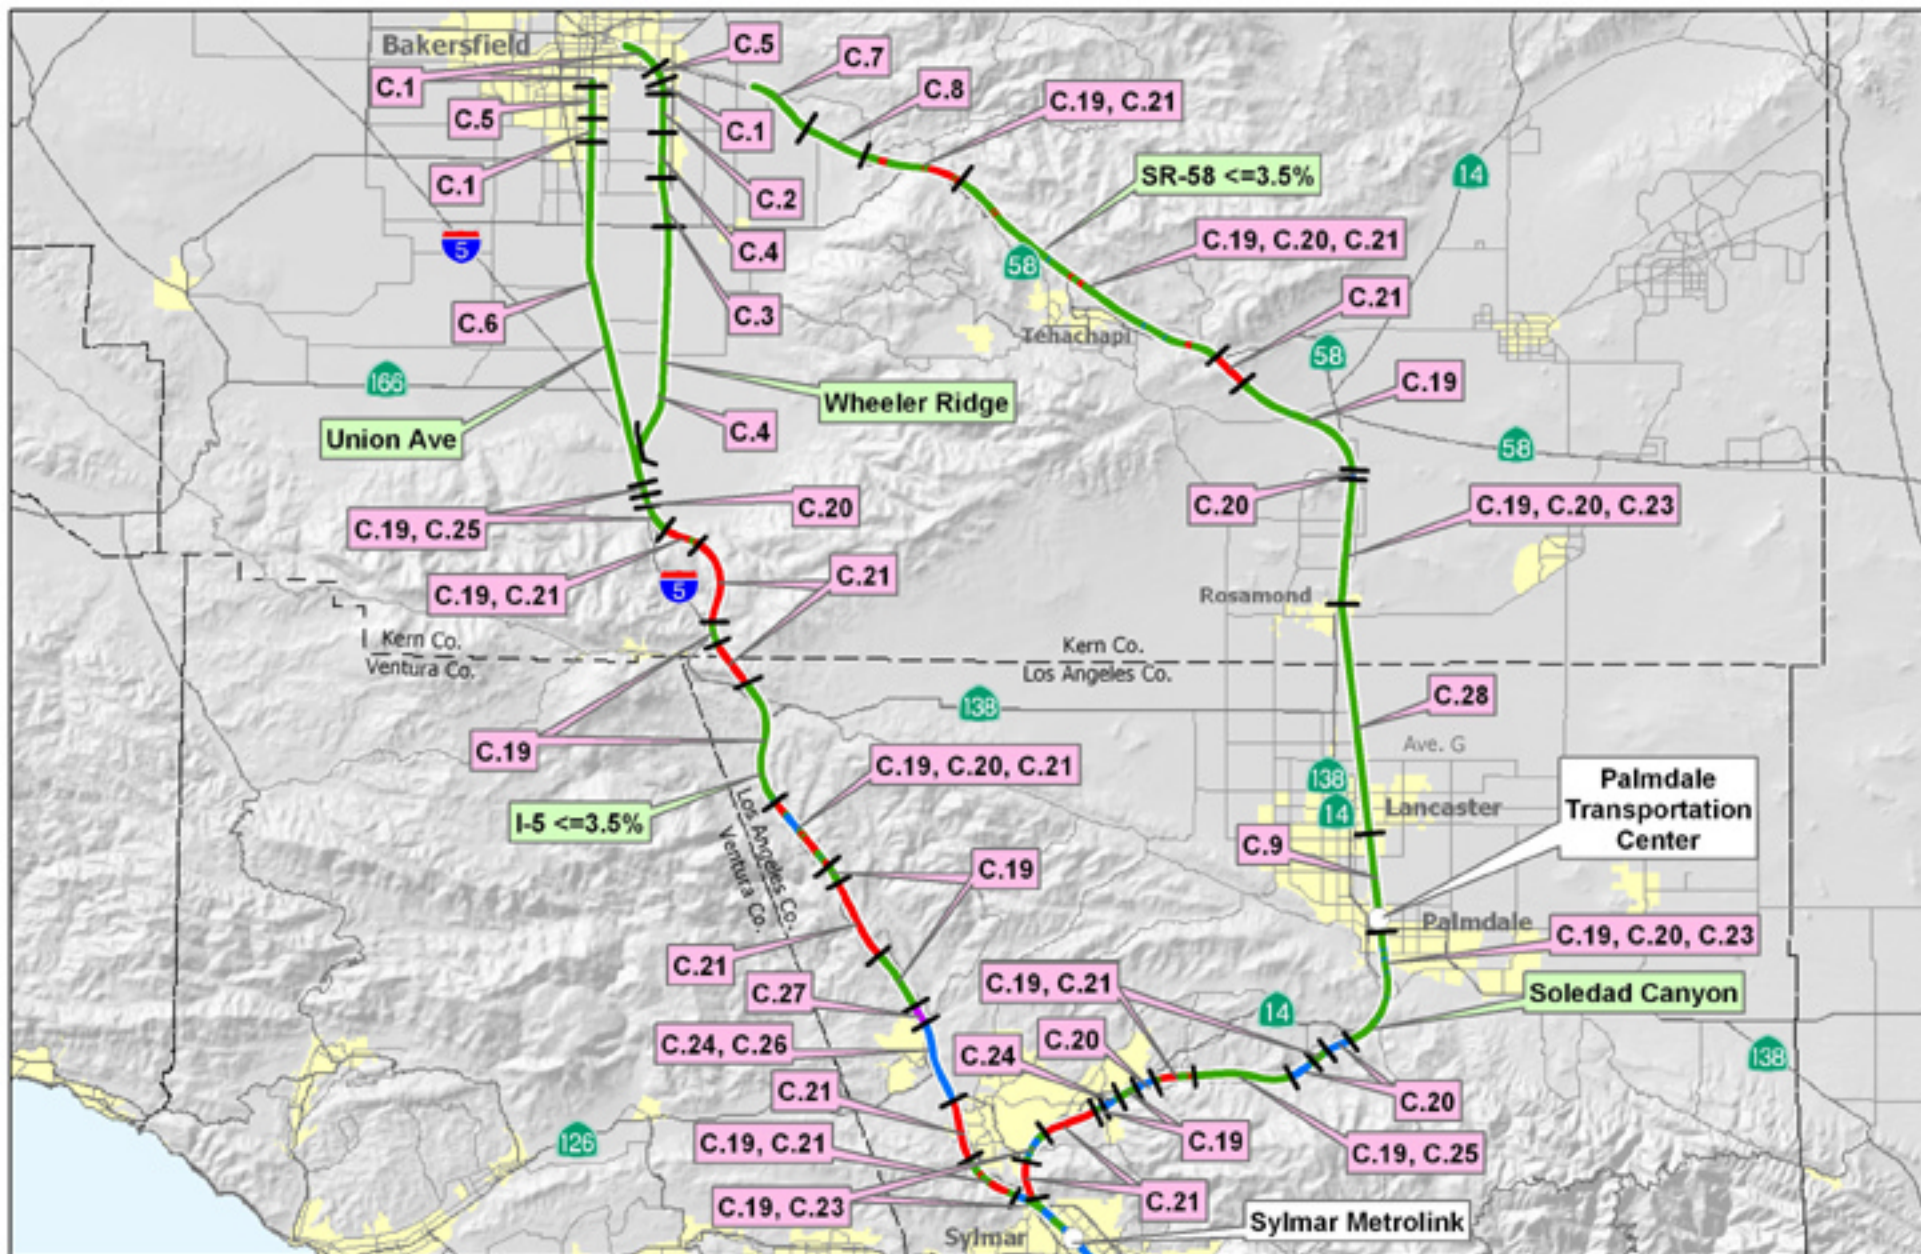 Bakersfield
C.5
C.7
C.1
C.8
C.19, C.21
C.5
C.1
SR-58 <=3.5%
14
C.1
C.2
C.19, C.20, C.21
5
C.4
58
C.21
C.6
C.3
Tehachapi
58
166
C.19
Wheeler Ridge
Union Ave
C.4
58
C.20
C.20
C.19, C.20, C.23
C.19, C.25
C.21
5
C.19, C.21
Rosamond
Kern Co.
Ventura Co.
Kern Co.
Los Angeles Co.
C.28
138
C.19
Ave. G
C.19, C.20, C.21
138
Palmdale
Transportation
Center
14
Lancaster
I-5 <=3.5%
Los Angeles Co.
Ventura Co.
C.9
C.19
Palmdale
C.19, C.20, C.23
C.21
C.19, C.21
C.27
Soledad Canyon
14
C.24, C.26
C.24
C.20
138
C.21
C.20
126
C.19, C.21
C.19
C.19, C.25
C.19, C.23
C.21
Sylmar Metrolink
Sylmar